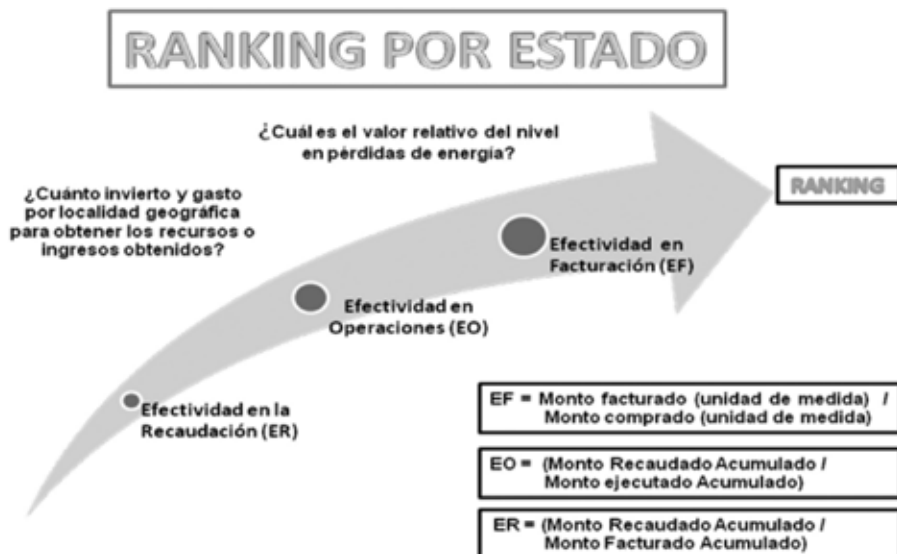 RANKING POR ESTADO
¿Cuál es el valor relativo del nivel
en pérdidas de energía?
RANKING
¿Cuánto invierto y gasto
por localidad geográfica
para obtener los recursos o
ingresos obtenidos?
Efectividad en
Facturación (EF)
Efectividad en
Operaciones (EO)
Efectividad en la
Recaudación (ER)
EF = Monto facturado (unidad de medida) /
Monto comprado (unidad de medida)
EO = (Monto Recaudado Acumulado /
Monto ejecutado Acumulado)
ER = (Monto Recaudado Acumulado /
Monto Facturado Acumulado)